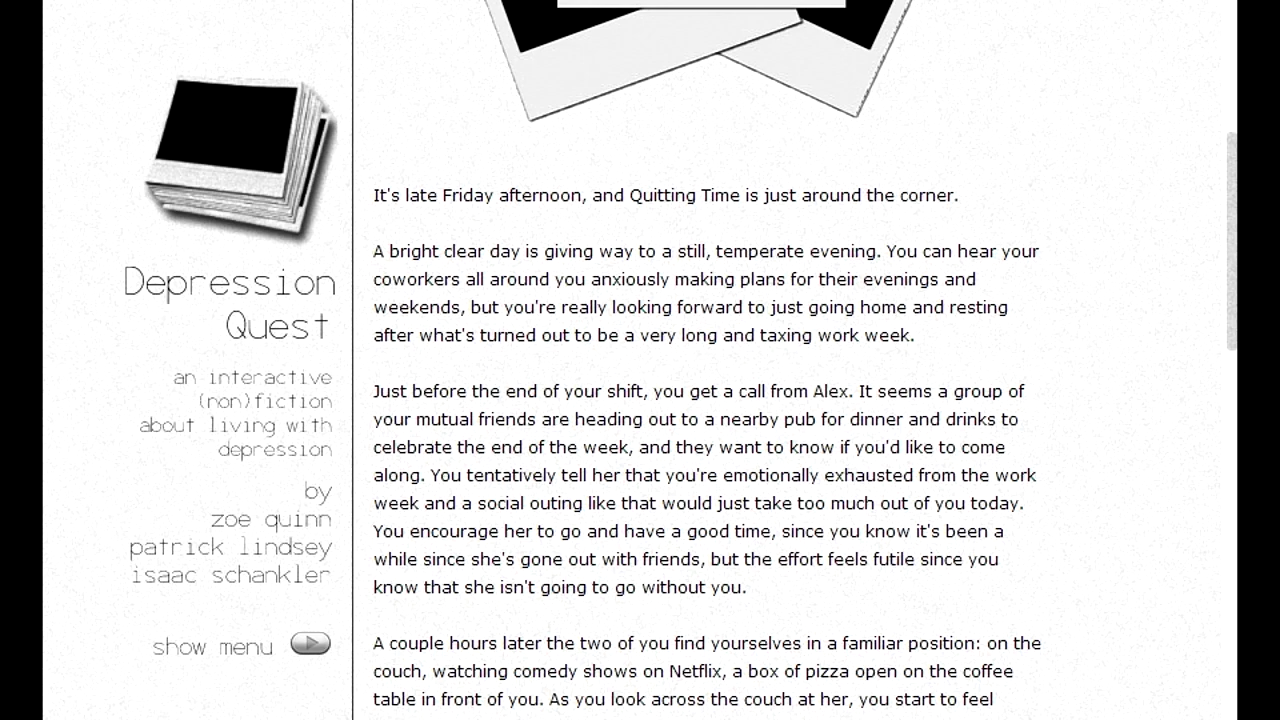 Depression
Quest
an interactive
(non)fiction
about living with
depression
by
zoe quinn
patrick lindsey
isaac schankler
show menu
It's late Friday afternoon, and Quitting Time is just around the corner.
A bright clear day is giving way to a still, temperate evening. You can hear your
coworkers all around you anxiously making plans for their evenings and
weekends, but you're really looking forward to just going home and resting
after what's turned out to be a very long and taxing work week.
Just before the end of your shift, you get a call from Alex. It seems a group of
your mutual friends are heading out to a nearby pub for dinner and drinks to
celebrate the end of the week, and they want to know if you'd like to come
along. You tentatively tell her that you're emotionally exhausted from the work
week and a social outing like that would just take too much out of you today.
You encourage her to go and have a good time, since you know it's been a
while since she's gone out with friends, but the effort feels futile since you
know that she isn't going to go without you.
A couple hours later the two of you find yourselves in a familiar position: on the
couch, watching comedy shows on Netflix, a box of pizza open on the coffee
table in front of you. As you look across the couch at her, you start to feel